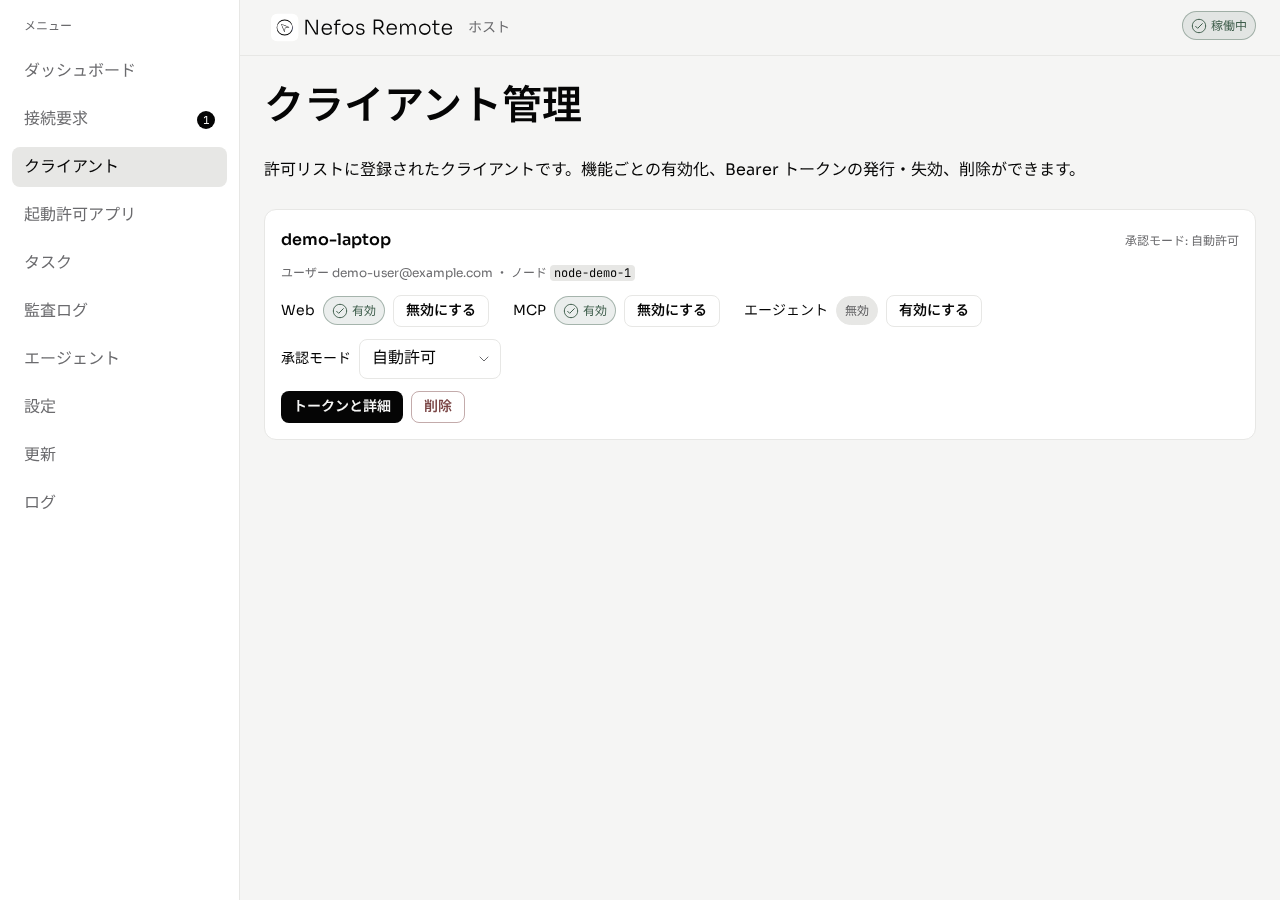 メニュー
ダッシュボード
接続要求 1
クライアント
起動許可アプリ
タスク
監査ログ
エージェント
設定
更新
ログ
Nefos Remote ホスト
稼働中
クライアント管理
許可リストに登録されたクライアントです。機能ごとの有効化、Bearer トークンの発行・失効、削除ができます。
demo-laptop
承認モード: 自動許可
ユーザー demo-user@example.com ・ ノード node-demo-1
Web 有効 無効にする MCP 有効 無効にする エージェント 無効 有効にする
承認モード 自動許可
トークンと詳細 削除